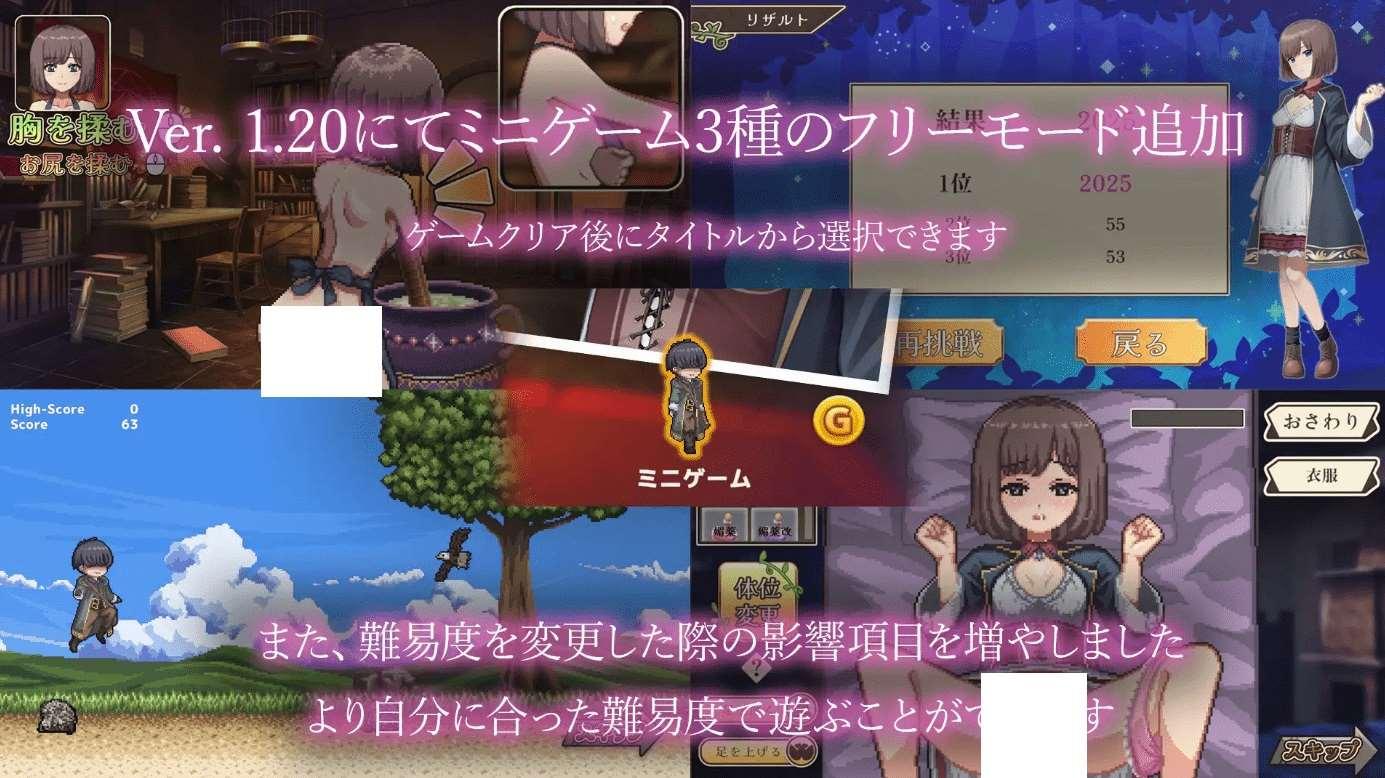 リザルト
胸を揉む
お尻を揉む
Ver. 1.20にてミニゲーム3種のフリーモード追加
結果 2025
1位 2025
ゲームクリア後にタイトルから選択できます
2位 55
3位 53
再挑戦
戻る
High-Score 0
Score 63
G
ミニゲーム
おさわり
衣服
媚薬
媚薬改
体位
変更
?
また、難易度を変更した際の影響項目を増やしました
より自分に合った難易度で遊ぶことがで
す
足を上げる
スキップ